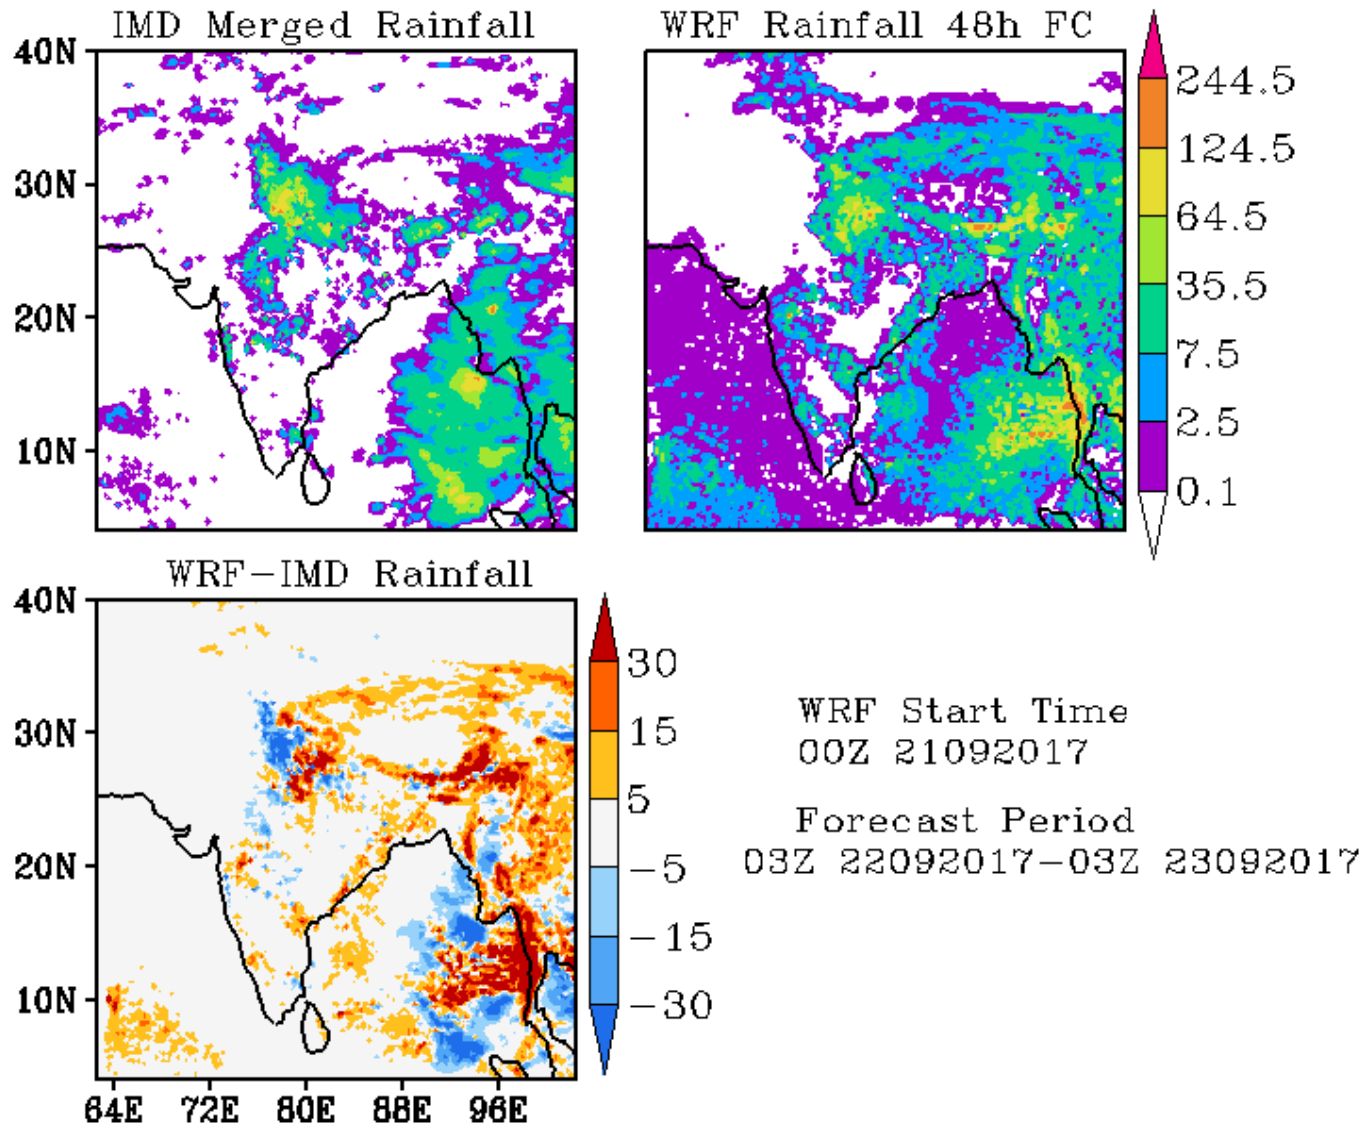 IMD Merged Rainfall
WRF Rainfall 48h FC
40N
30N
20N
10N
244.5
124.5
64.5
35.5
7.5
2.5
0.1
WRF-IMD Rainfall
40N
30N
20N
10N
64E 72E 80E 88E 96E
30
15
5
-5
-15
-30
WRF Start Time
00Z 21092017
Forecast Period
03Z 22092017-03Z 23092017